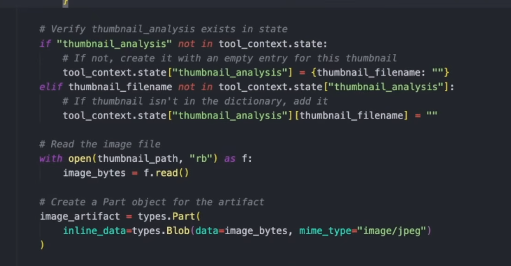 }
# Verify thumbnail_analysis exists in state
if "thumbnail_analysis" not in tool_context.state:
# If not, create it with an empty entry for this thumbnail
tool_context.state["thumbnail_analysis"] = {thumbnail_filename: ""}
elif thumbnail_filename not in tool_context.state["thumbnail_analysis"]:
# If thumbnail isn't in the dictionary, add it
tool_context.state["thumbnail_analysis"][thumbnail_filename] = ""
# Read the image file
with open(thumbnail_path, "rb") as f:
image_bytes = f.read()
# Create a Part object for the artifact
image_artifact = types.Part(
inline_data=types.Blob(data=image_bytes, mime_type="image/jpeg")
)